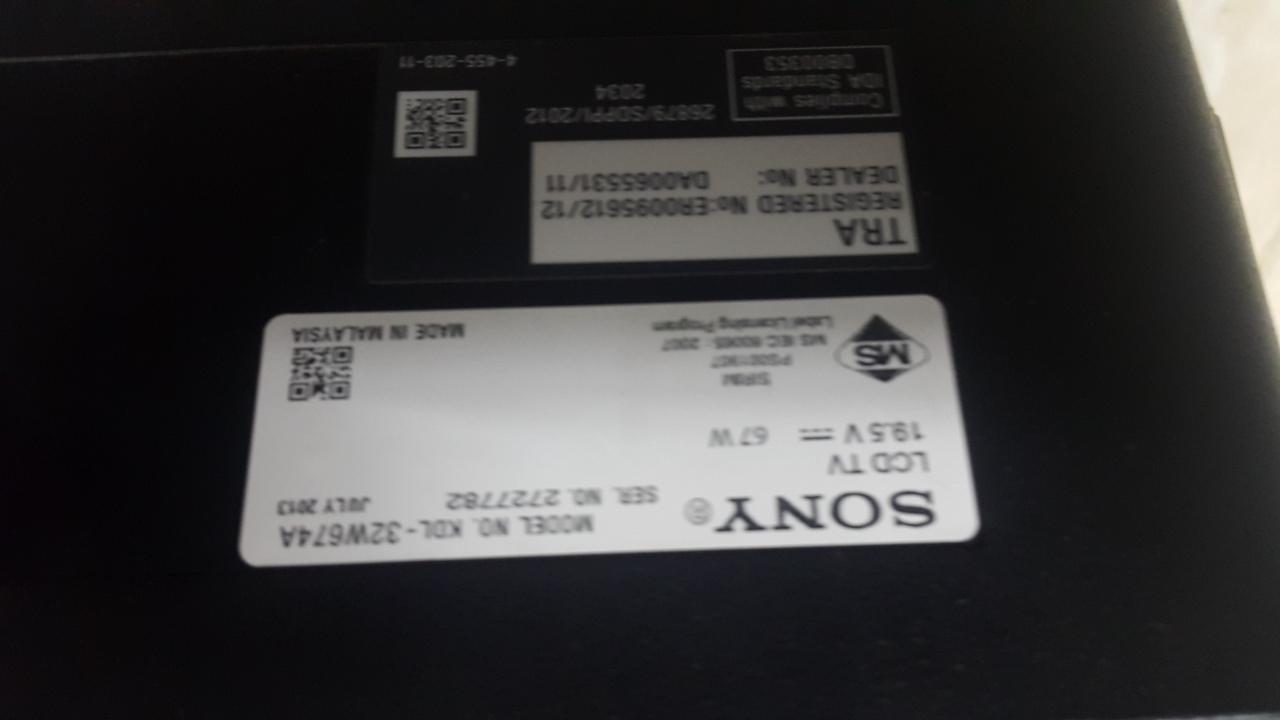 SONY®
MODEL NO. KDL-32W674A
SER. NO. 2727782
JULY 2013
LCD TV
19.5 V ⎓ 67 W
MS
SIRIM
PS001907
MS IEC 60065 : 2007
Label Licensing Program
MADE IN MALAYSIA
TRA
REGISTERED No:ER0095612/12
DEALER No: DA0065531/11
Complies with
IDA Standards
DB00353
26879/SDPPI/2012
2034
4-455-203-11